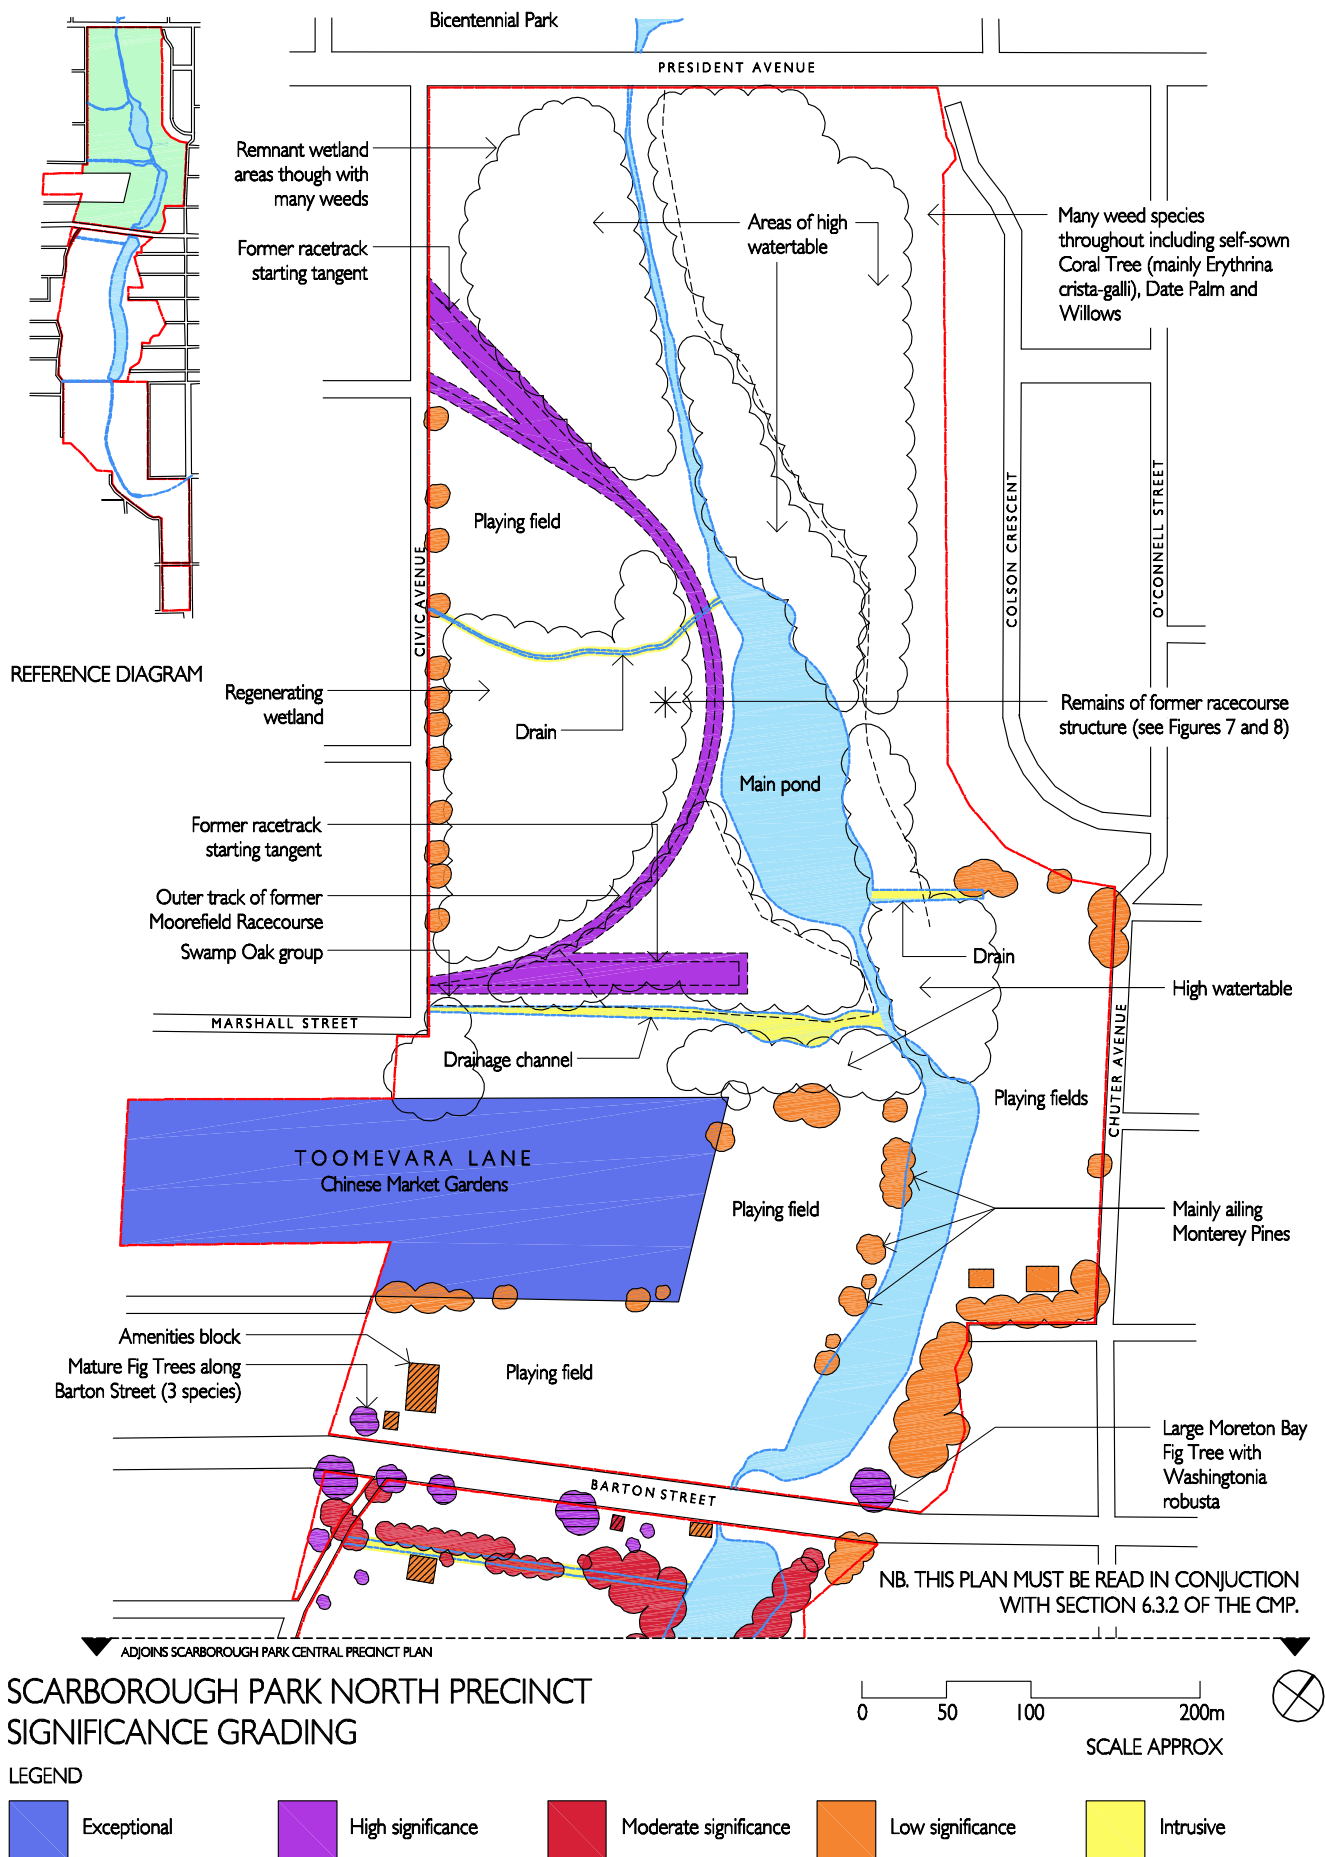 Bicentennial Park
PRESIDENT AVENUE
Remnant wetland
areas though with
many weeds
Former racetrack
starting tangent
Areas of high
watertable
Many weed species
throughout including self-sown
Coral Tree (mainly Erythrina
crista-galli), Date Palm and
Willows
Playing field
CIVIC AVENUE
COLSON CRESCENT
O'CONNELL STREET
REFERENCE DIAGRAM
Regenerating
wetland
Drain
Remains of former racecourse
structure (see Figures 7 and 8)
Main pond
Former racetrack
starting tangent
Outer track of former
Moorefield Racecourse
Swamp Oak group
Drain
High watertable
MARSHALL STREET
Drainage channel
CHUTER AVENUE
Playing fields
TOOMEVARA LANE
Chinese Market Gardens
Playing field
Mainly ailing
Monterey Pines
Amenities block
Mature Fig Trees along
Barton Street (3 species)
Playing field
Large Moreton Bay
Fig Tree with
Washingtonia
robusta
BARTON STREET
NB. THIS PLAN MUST BE READ IN CONJUCTION
WITH SECTION 6.3.2 OF THE CMP.
ADJOINS SCARBOROUGH PARK CENTRAL PRECINCT PLAN
SCARBOROUGH PARK NORTH PRECINCT
SIGNIFICANCE GRADING
0 50 100 200m
SCALE APPROX
LEGEND
Exceptional
High significance
Moderate significance
Low significance
Intrusive